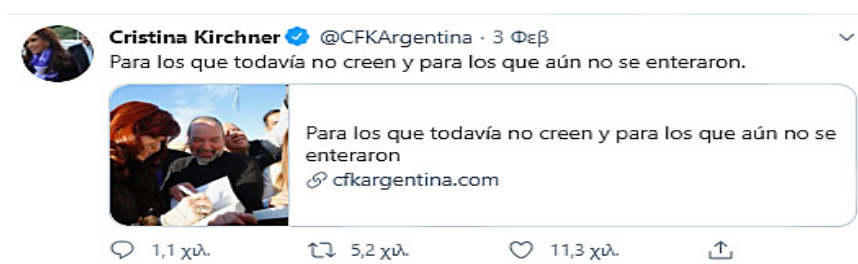 Cristina Kirchner @CFKArgentina · 3 Φεβ
Para los que todavía no creen y para los que aún no se enteraron.
Para los que todavía no creen y para los que aún no se
enteraron
cfkargentina.com
1,1 χιλ. 5,2 χιλ. 11,3 χιλ.